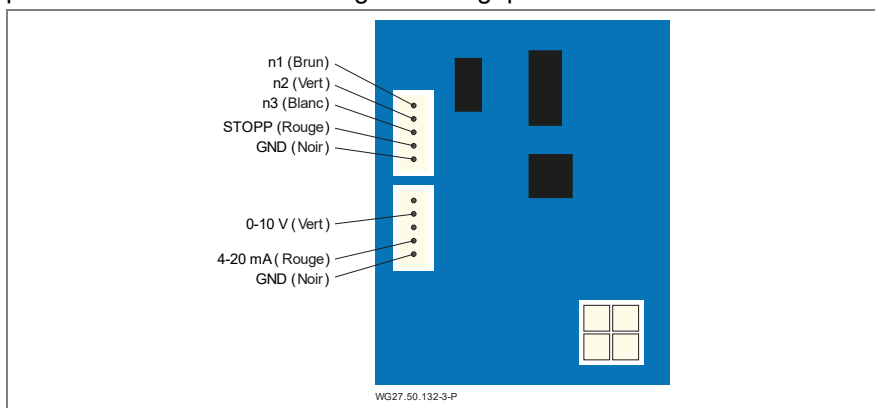 n1 (Brun)
n2 (Vert)
n3 (Blanc)
STOPP (Rouge)
GND (Noir)
0-10 V (Vert)
4-20 mA (Rouge)
GND (Noir)
WG27.50.132-3-P